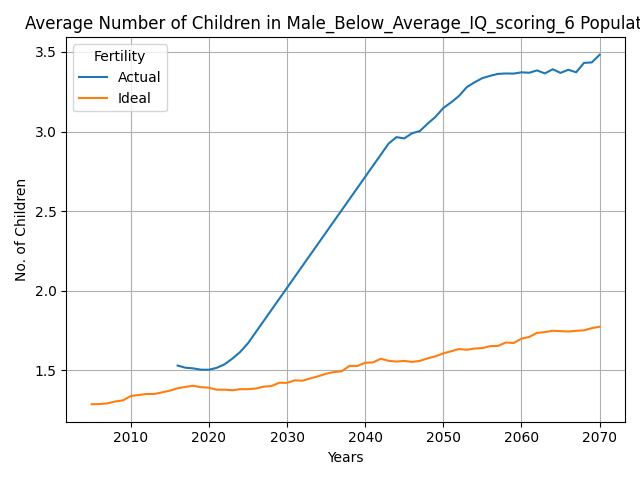 Average Number of Children in Male_Below_Average_IQ_scoring_6 Populat
Fertility
Actual
Ideal
3.5
3.0
2.5
2.0
1.5
No. of Children
2010 2020 2030 2040 2050 2060 2070
Years